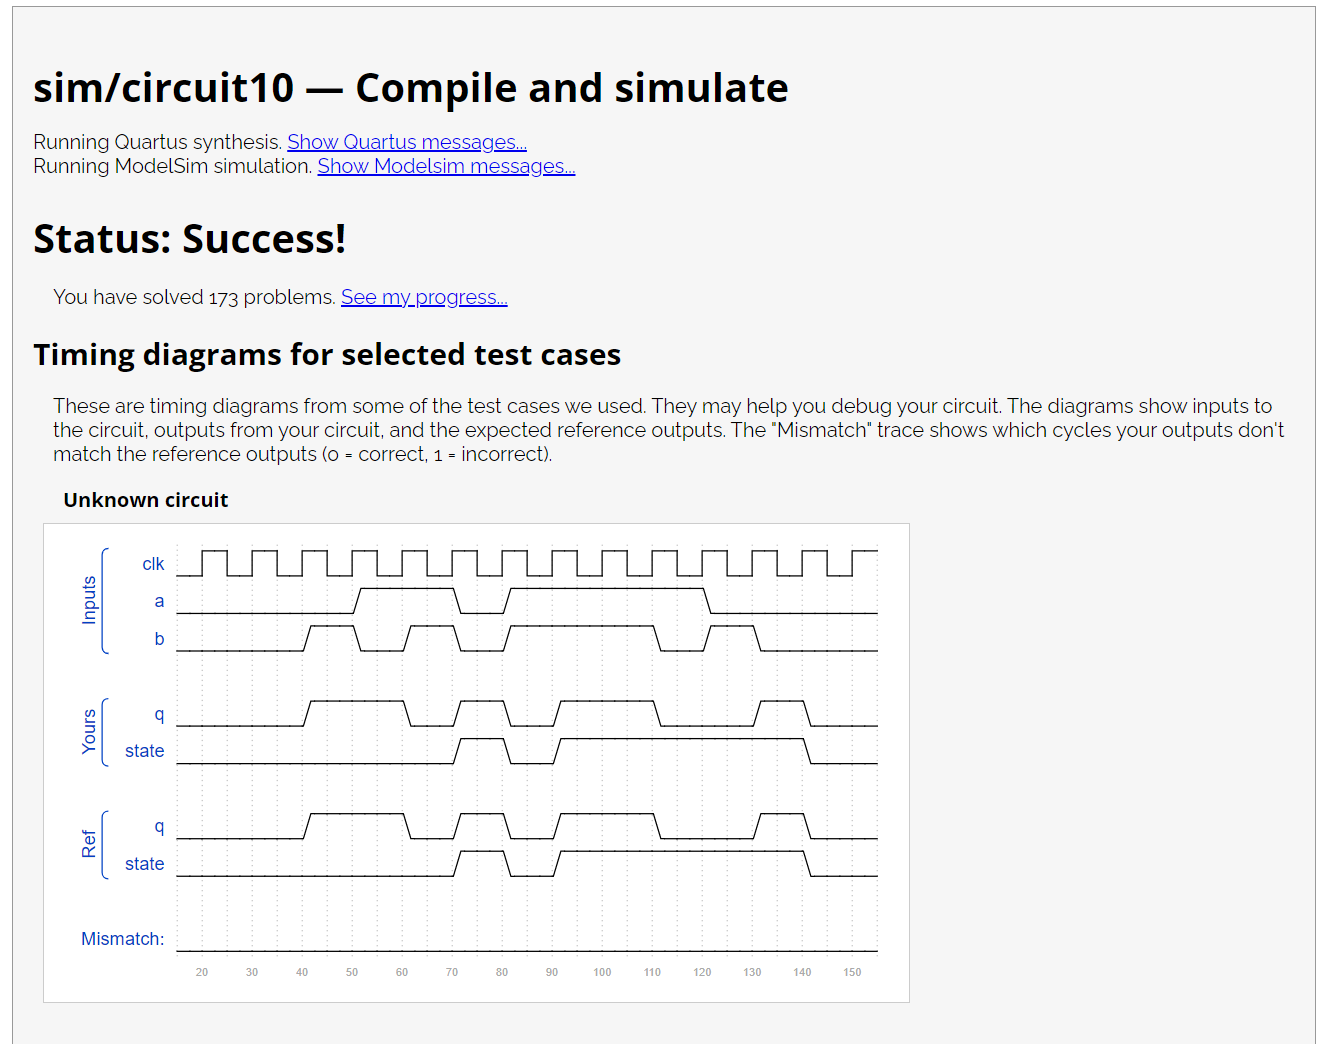 sim/circuit10 — Compile and simulate
Running Quartus synthesis. Show Quartus messages...
Running ModelSim simulation. Show Modelsim messages...
Status: Success!
You have solved 173 problems. See my progress...
Timing diagrams for selected test cases
These are timing diagrams from some of the test cases we used. They may help you debug your circuit. The diagrams show inputs to
the circuit, outputs from your circuit, and the expected reference outputs. The "Mismatch" trace shows which cycles your outputs don't
match the reference outputs (0 = correct, 1 = incorrect).
Unknown circuit
Inputs
clk
a
b
Yours
q
state
Ref
q
state
Mismatch:
20 30 40 50 60 70 80 90 100 110 120 130 140 150